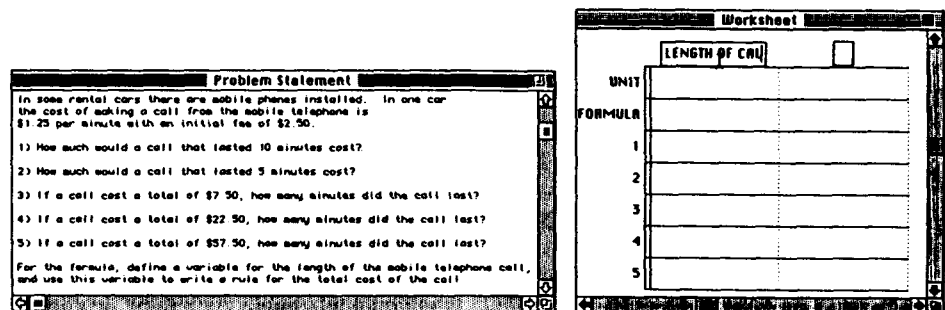 Problem Statement
In some rental cars there are mobile phones installed. In one car
the cost of making a call from the mobile telephone is
$1.25 per minute with an initial fee of $2.50.
1) How much would a call that lasted 10 minutes cost?
2) How much would a call that lasted 5 minutes cost?
3) If a call cost a total of $7.50, how many minutes did the call last?
4) If a call cost a total of $22.50, how many minutes did the call last?
5) If a call cost a total of $57.50, how many minutes did the call last?
For the formula, define a variable for the length of the mobile telephone call,
and use this variable to write a rule for the total cost of the call
Worksheet
LENGTH OF CAL
UNIT
FORMULA
1
2
3
4
5